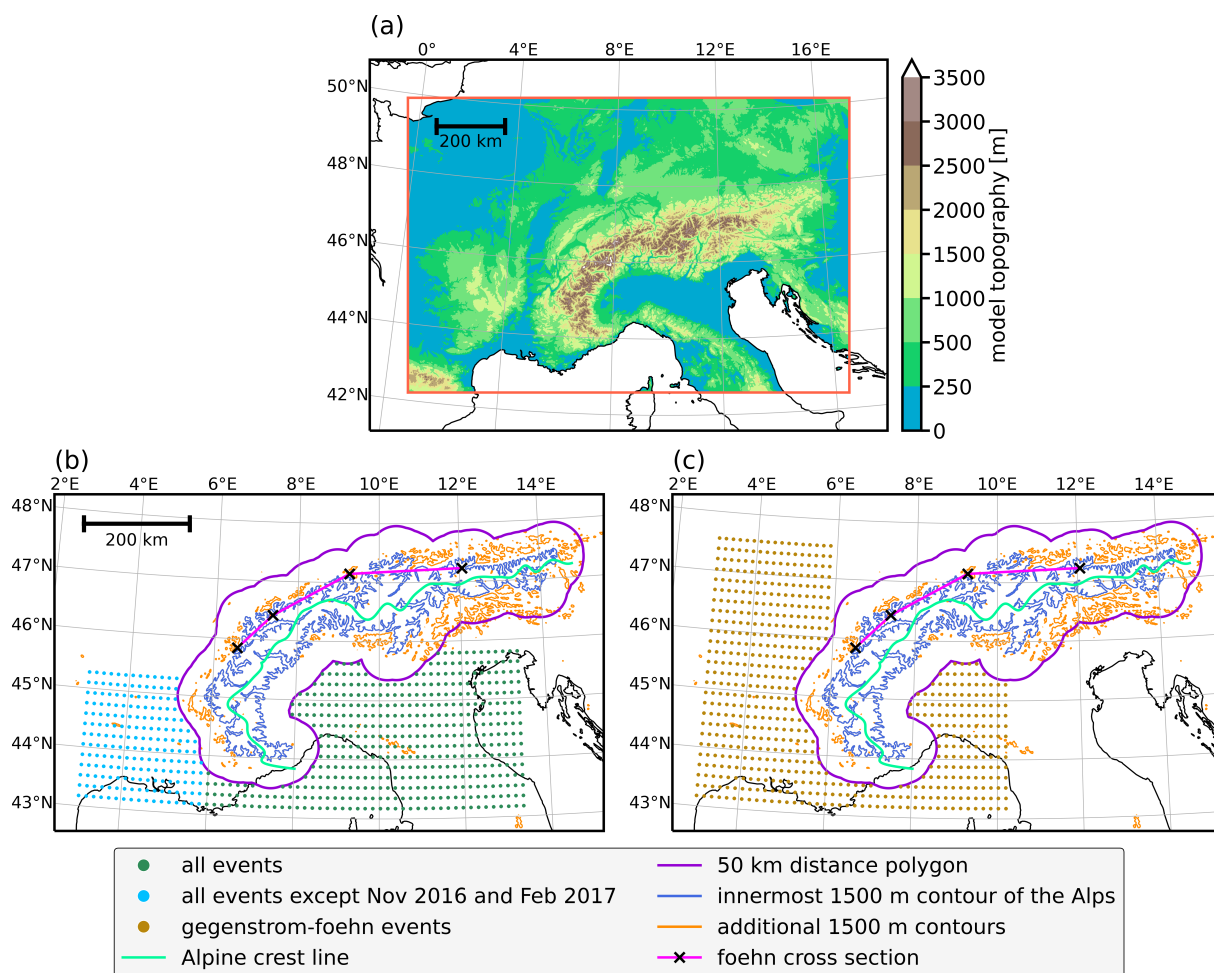 (a)
0° 4°E 8°E 12°E 16°E
50°N
48°N
46°N
44°N
42°N
200 km
3500
3000
2500
2000
1500
1000
500
250
0
model topography [m]
(b)
2°E 4°E 6°E 8°E 10°E 12°E 14°E
48°N
47°N
46°N
45°N
44°N
43°N
200 km
(c)
2°E 4°E 6°E 8°E 10°E 12°E 14°E
48°N
47°N
46°N
45°N
44°N
43°N
all events
all events except Nov 2016 and Feb 2017
gegenstrom-foehn events
Alpine crest line
50 km distance polygon
innermost 1500 m contour of the Alps
additional 1500 m contours
foehn cross section